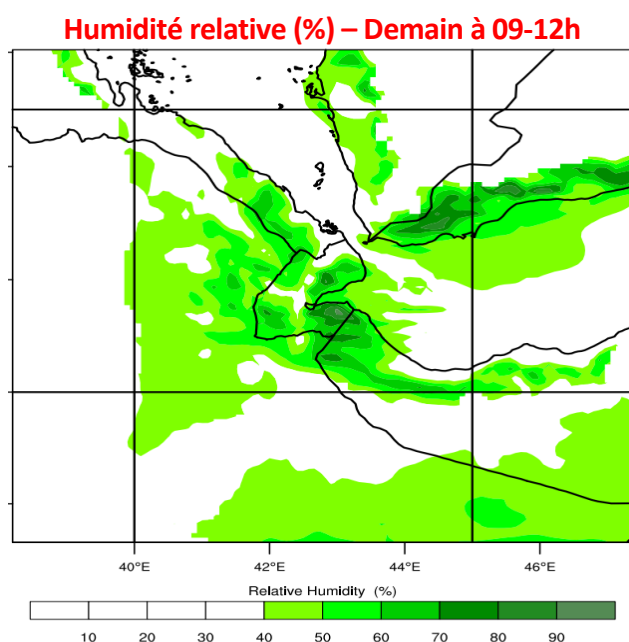 Humidité relative (%) – Demain à 09-12h
40°E 42°E 44°E 46°E
Relative Humidity (%)
10 20 30 40 50 60 70 80 90